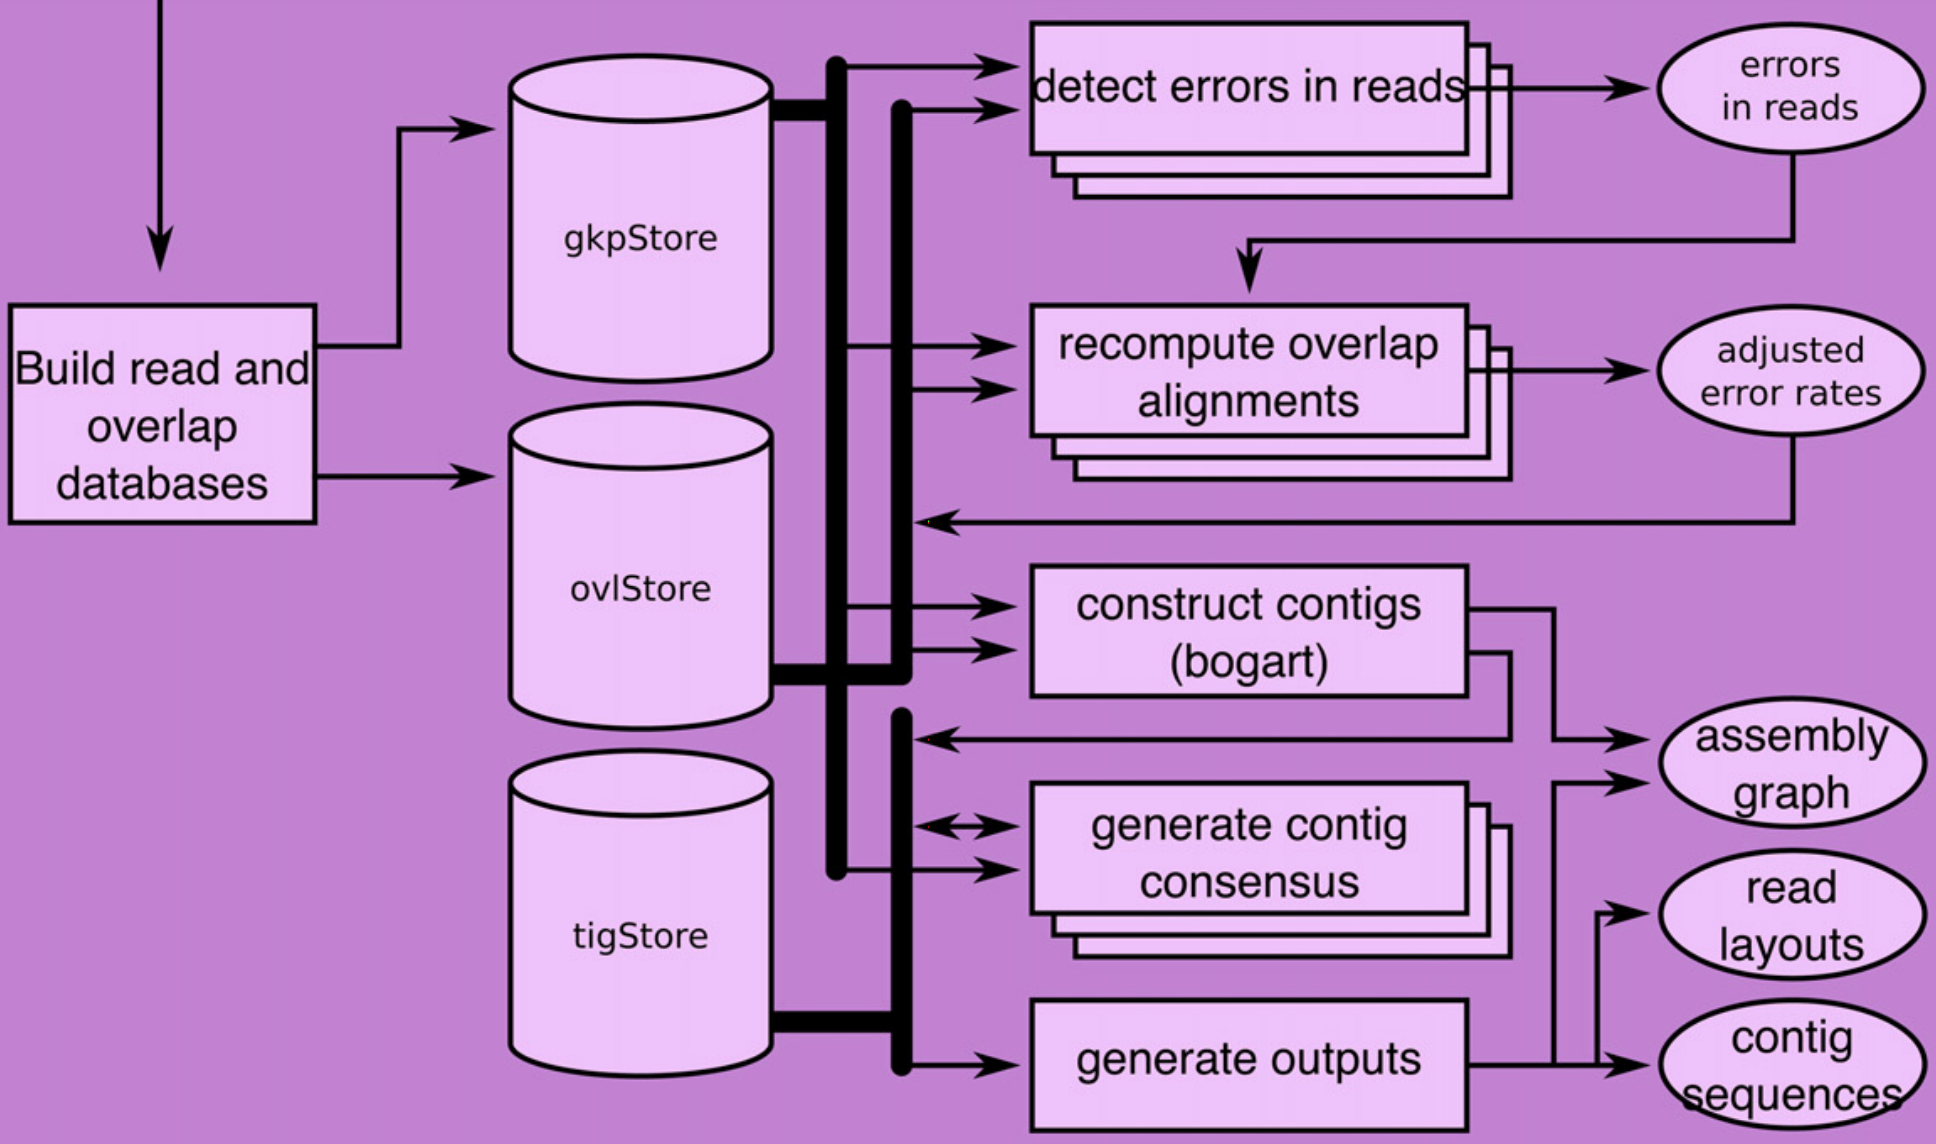 Build read and
overlap
databases
gkpStore
ovlStore
tigStore
detect errors in reads
errors
in reads
recompute overlap
alignments
adjusted
error rates
construct contigs
(bogart)
assembly
graph
generate contig
consensus
read
layouts
generate outputs
contig
sequences